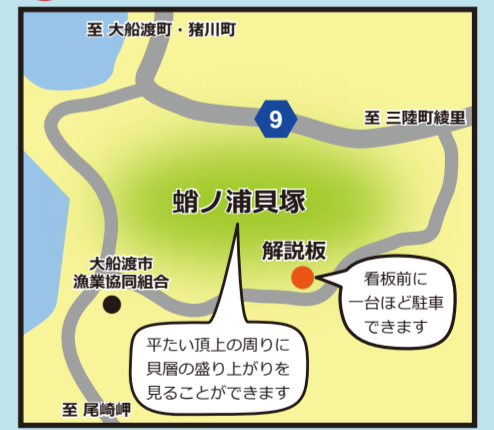 至 大船渡町・猪川町
9
至 三陸町綾里
蛸ノ浦貝塚
解説板
大船渡市
漁業協同組合
看板前に
一台ほど駐車
できます
平たい頂上の周りに
貝層の盛り上がりを
見ることができます
至 尾崎岬